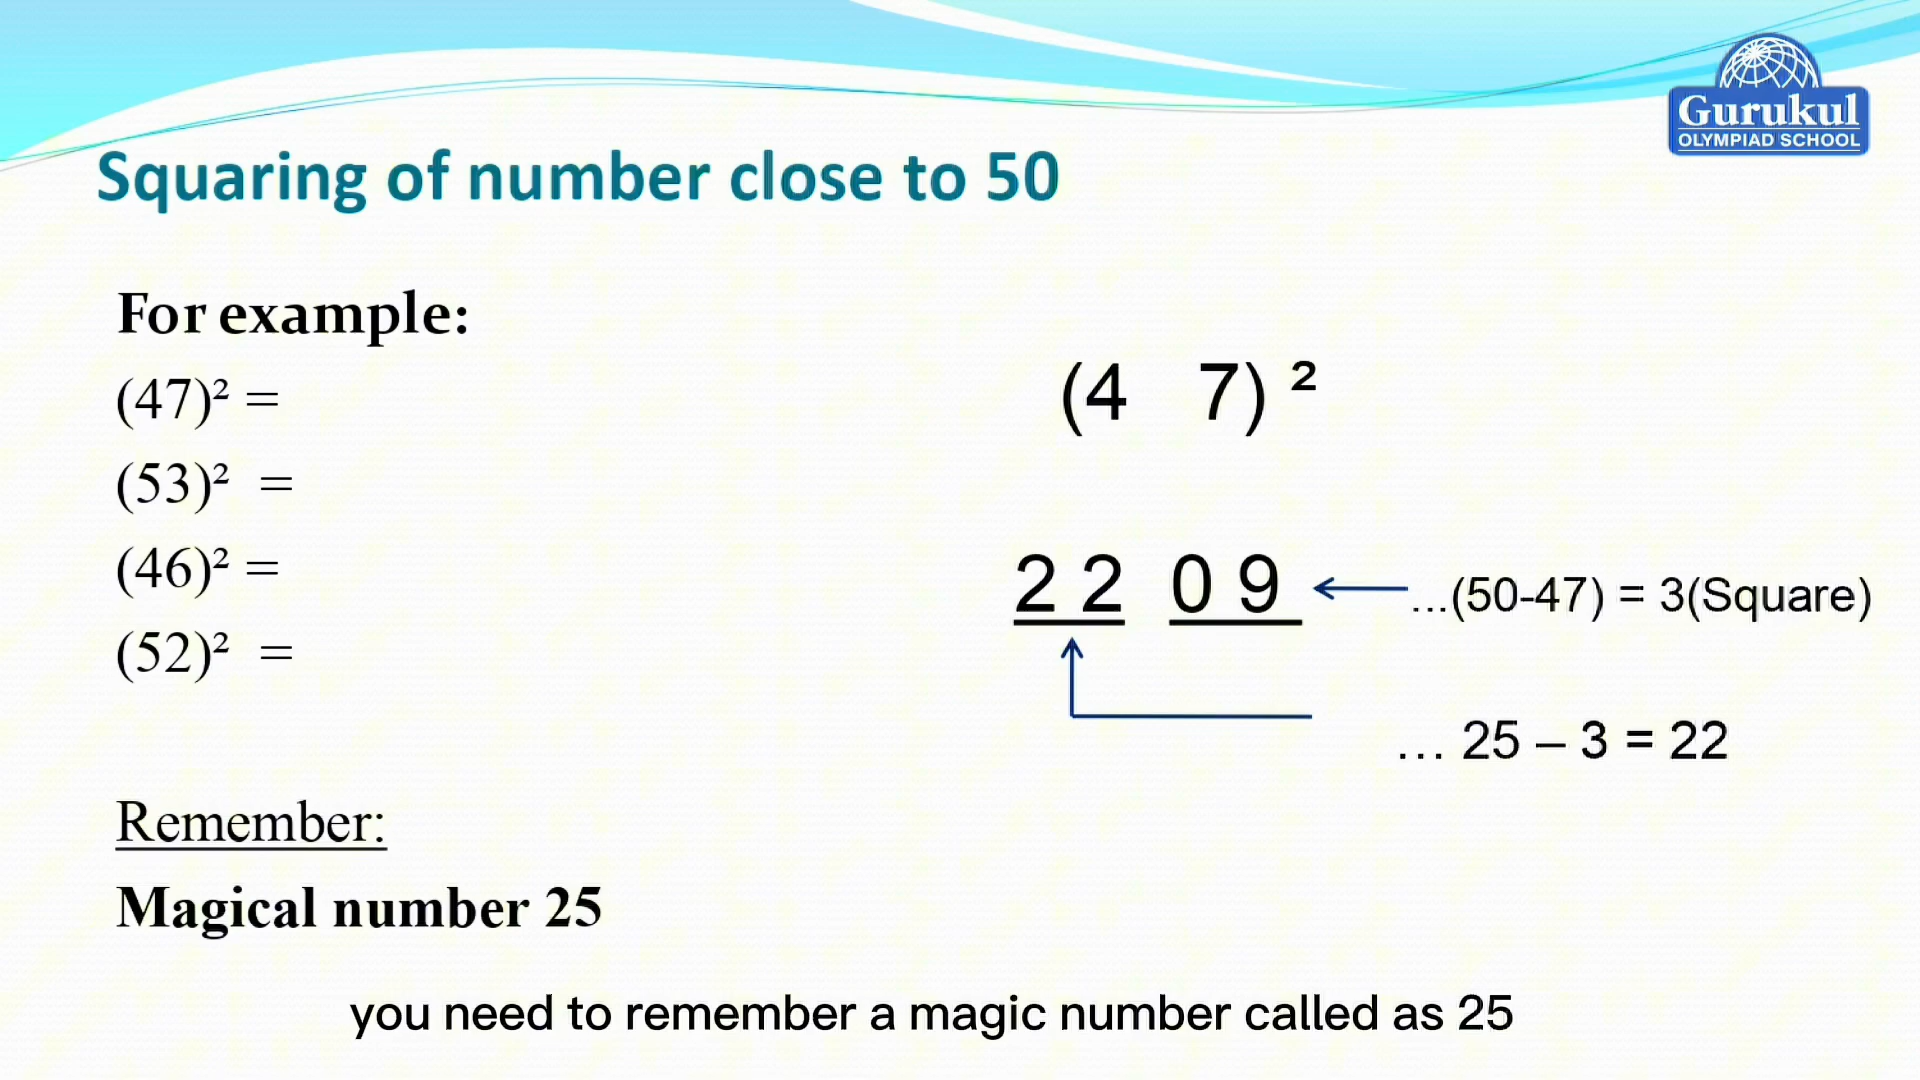 Gurukul
OLYMPIAD SCHOOL
Squaring of number close to 50
For example:
(47)² =
(53)² =
(46)² =
(52)² =
Remember:
Magical number 25
(4 7) ²
2 2 0 9 ...(50-47) = 3(Square)
... 25 – 3 = 22
you need to remember a magic number called as 25